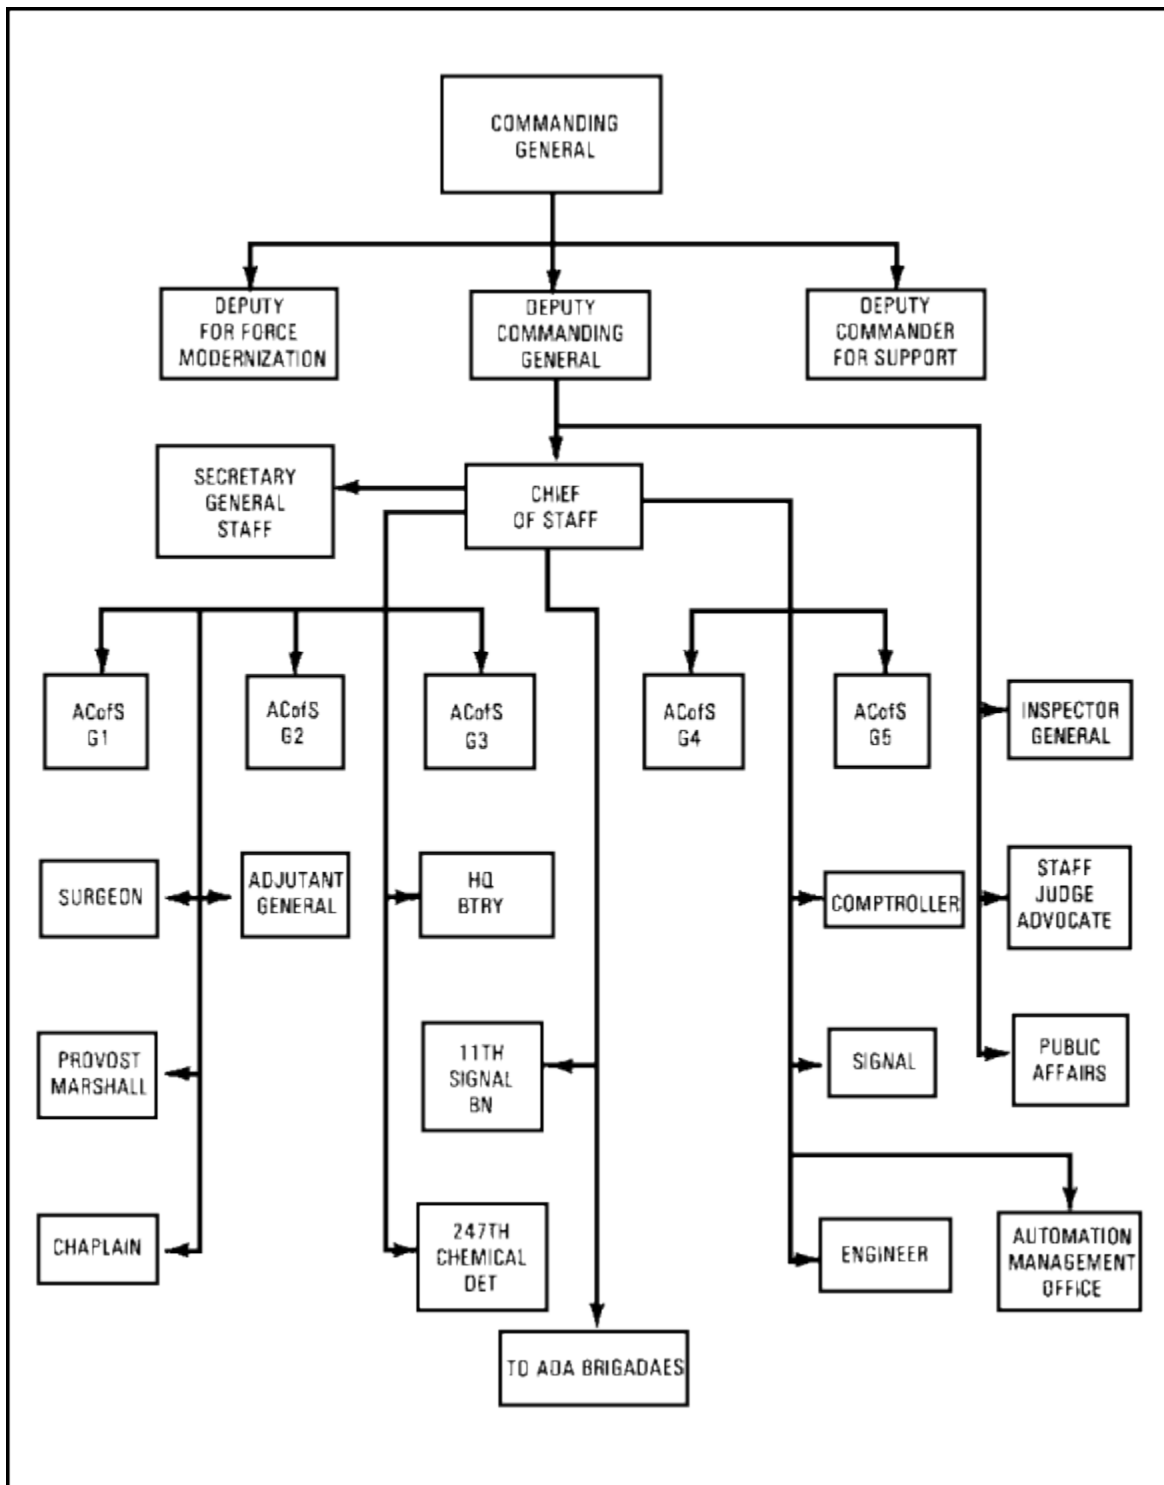 COMMANDING
GENERAL
DEPUTY
FOR FORCE
MODERNIZATION
DEPUTY
COMMANDING
GENERAL
DEPUTY
COMMANDER
FOR SUPPORT
SECRETARY
GENERAL
STAFF
CHIEF
OF STAFF
ACofS
G1
ACofS
G2
ACofS
G3
ACofS
G4
ACofS
G5
INSPECTOR
GENERAL
SURGEON
ADJUTANT
GENERAL
HQ
BTRY
COMPTROLLER
STAFF
JUDGE
ADVOCATE
PROVOST
MARSHALL
11TH
SIGNAL
BN
SIGNAL
PUBLIC
AFFAIRS
CHAPLAIN
247TH
CHEMICAL
DET
ENGINEER
AUTOMATION
MANAGEMENT
OFFICE
TO ADA BRIGADAES